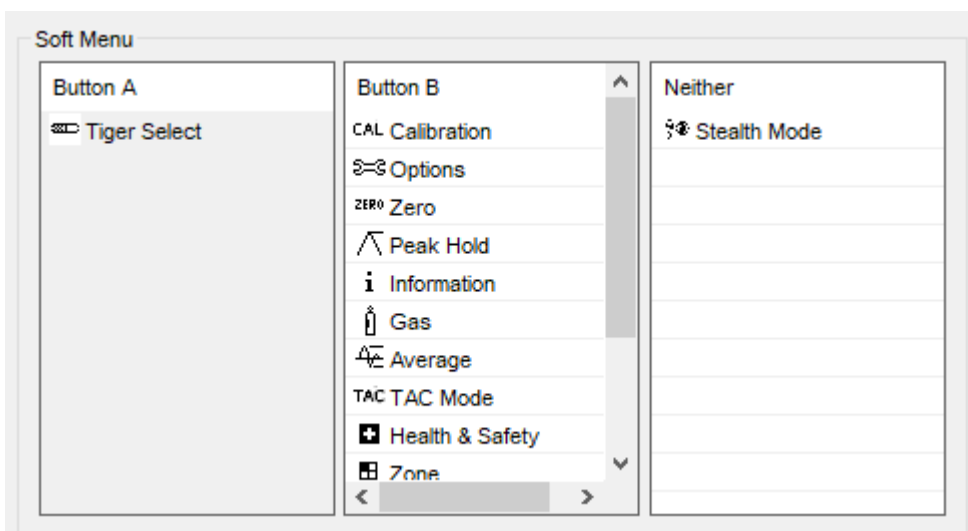 Soft Menu
Button A
Tiger Select
Button B
CAL Calibration
Options
ZERO Zero
Peak Hold
i Information
Gas
Average
TAC TAC Mode
Health & Safety
Zone
Neither
Stealth Mode